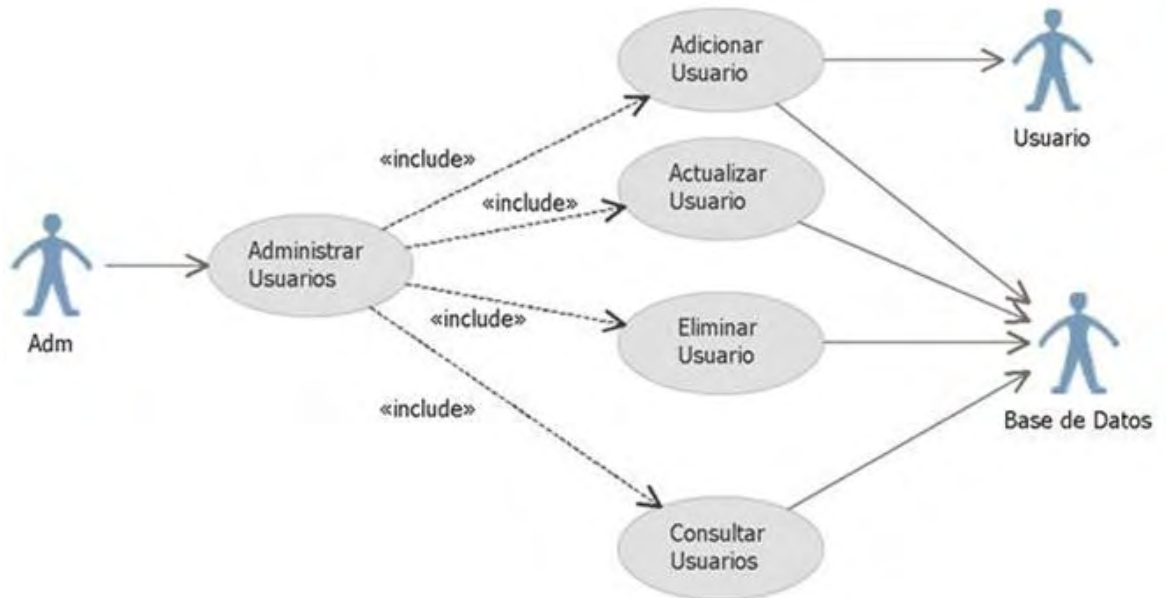 Adicionar
Usuario
Usuario
«include»
Actualizar
Usuario
«include»
Administrar
Usuarios
Adm
«include»
Eliminar
Usuario
Base de Datos
«include»
Consultar
Usuarios